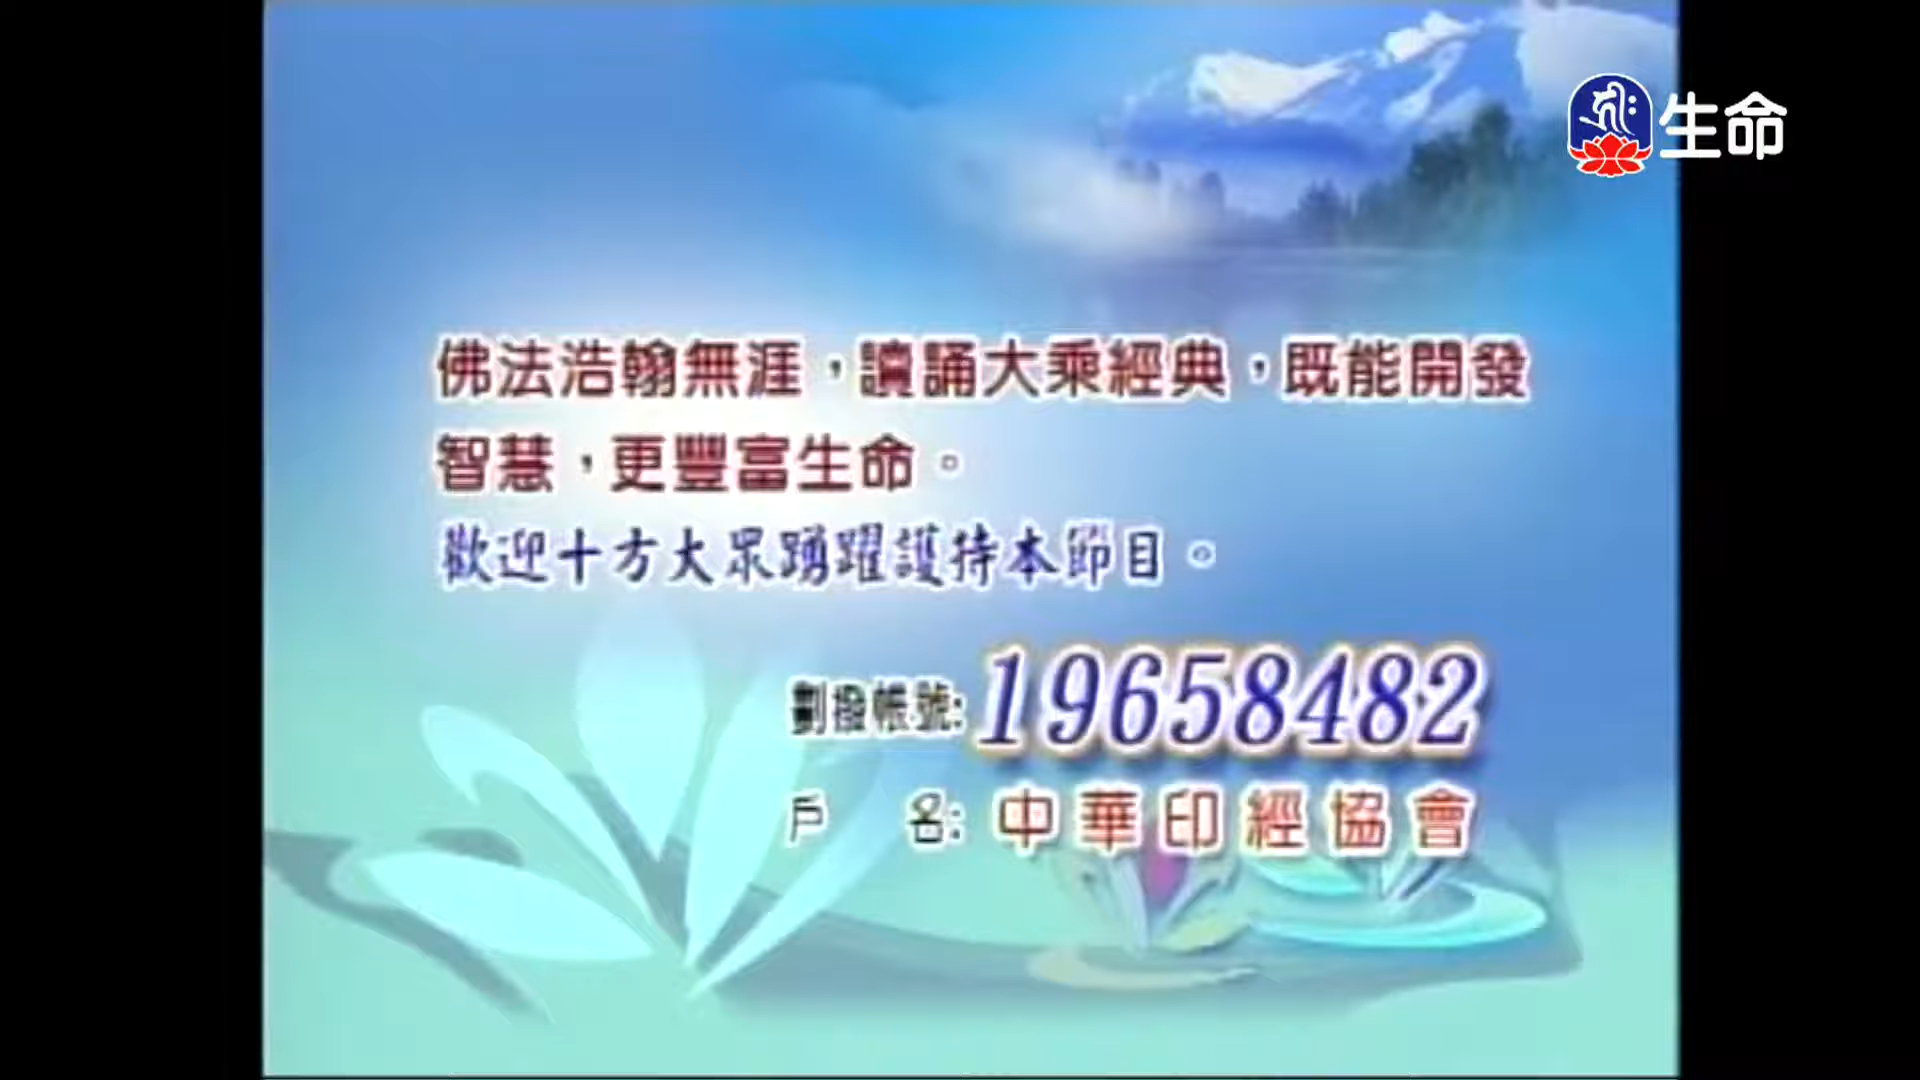 生命
佛法浩翰無涯，讀誦大乘經典，既能開發
智慧，更豐富生命。
歡迎十方大眾踴躍護持本節目。
劃撥帳號:19658482
戶　名:中華印經協會